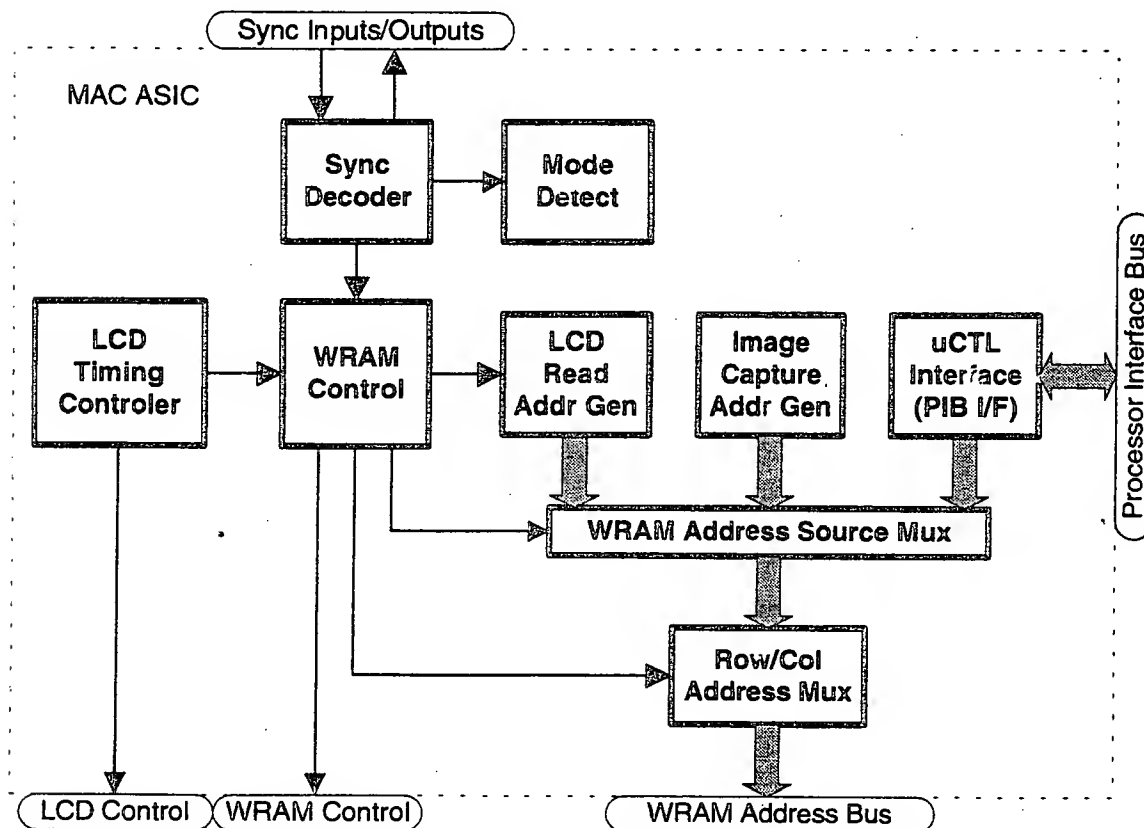 Sync Inputs/Outputs
MAC ASIC
Sync
Decoder
Mode
Detect
LCD
Timing
Controler
WRAM
Control
LCD
Read
Addr Gen
Image
Capture
Addr Gen
uCTL
Interface
(PIB I/F)
Processor Interface Bus
WRAM Address Source Mux
Row/Col
Address Mux
LCD Control
WRAM Control
WRAM Address Bus